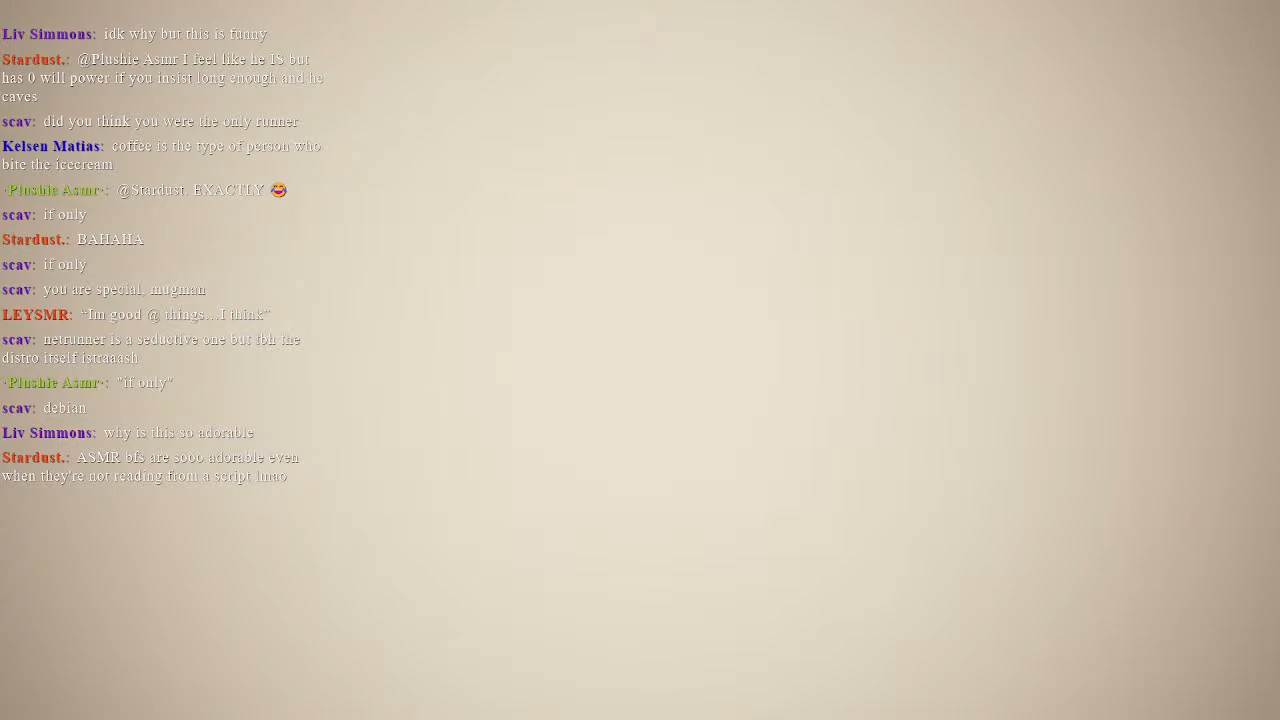 Liv Simmons: idk why but this is funny
Stardust.: @Plushie Asmr I feel like he IS but
has 0 will power if you insist long enough and he
caves
scav: did you think you were the only runner
Kelsen Matias: coffee is the type of person who
bite the icecream
·Plushie Asmr·: @Stardust. EXACTLY 😂
scav: if only
Stardust.: BAHAHA
scav: if only
scav: you are special, mugman
LEYSMR: “Im good @ things...I think”
scav: netrunner is a seductive one but tbh the
distro itself istraaash
·Plushie Asmr·: "if only"
scav: debian
Liv Simmons: why is this so adorable
Stardust.: ASMR bfs are sooo adorable even
when they're not reading from a script lmao